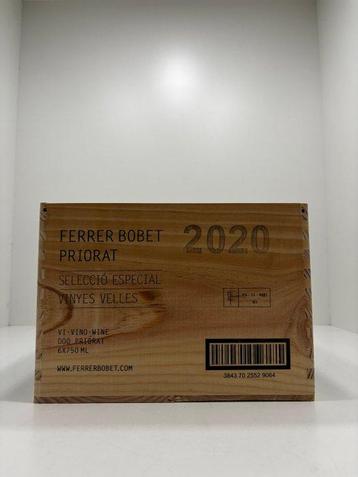 FERRER BOBET
PRIORAT
2020
SELECCIÓ ESPECIAL
VINYES VELLES
VI·VINO·WINE
DOQ PRIORAT
6X750 ML
WWW.FERRERBOBET.COM
3843 70 2552 9064